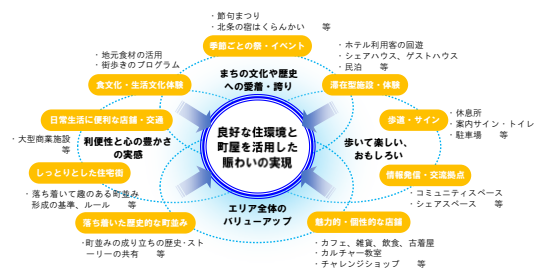 ・節句まつり
・北条の宿はくらんかい　等
季節ごとの祭・イベント
・地元食材の活用
・街歩きのプログラム
食文化・生活文化体験
まちの文化や歴史
への愛着・誇り
・ホテル利用客の回遊
・シェアハウス、ゲストハウス
・民泊　等
滞在型施設・体験
日常生活に便利な店舗・交通
・大型商業施設
等
利便性と心の豊かさ
の実感
良好な住環境と
町屋を活用した
賑わいの実現
歩いて楽しい、
おもしろい
歩道・サイン
・休息所
・案内サイン・トイレ
・駐車場　等
しっとりとした住宅街
・落ち着いて趣のある町並み
形成の基準、ルール　等
情報発信・交流拠点
・コミュニティスペース
・シェアスペース　等
落ち着いた歴史的な町並み
・町並みの成り立ちの歴史・スト
ーリーの共有　等
エリア全体の
バリューアップ
魅力的・個性的な店舗
・カフェ、雑貨、飲食、古着屋
・カルチャー教室
・チャレンジショップ　等